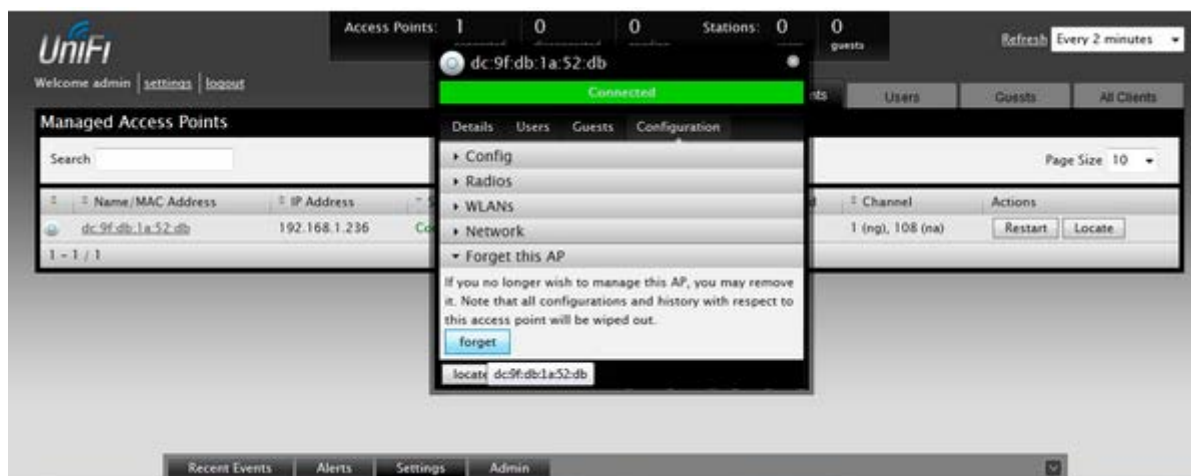 UniFi
Access Points: 1 0 0 Stations: 0 0
guests
Refresh Every 2 minutes
Welcome admin settings logout
dc:9f:db:1a:52:db
Connected
Users Guests All Clients
Managed Access Points
Details Users Guests Configuration
Search
Page Size 10
Config
Radios
WLANs
Network
Forget this AP
Name/MAC Address IP Address Channel Actions
dc:9f:db:1a:52:db 192.168.1.236 1 (ng), 108 (na) Restart Locate
1 - 1 / 1
If you no longer wish to manage this AP, you may remove
it. Note that all configurations and history with respect to
this access point will be wiped out.
forget
locate dc:9f:db:1a:52:db
Recent Events Alerts Settings Admin